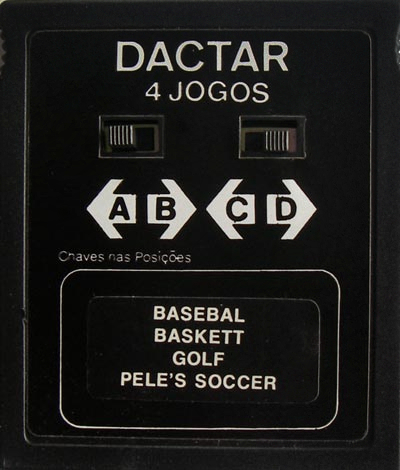 DACTAR
4 JOGOS
A B C D
Chaves nas Posições
BASEBAL
BASKETT
GOLF
PELE'S SOCCER